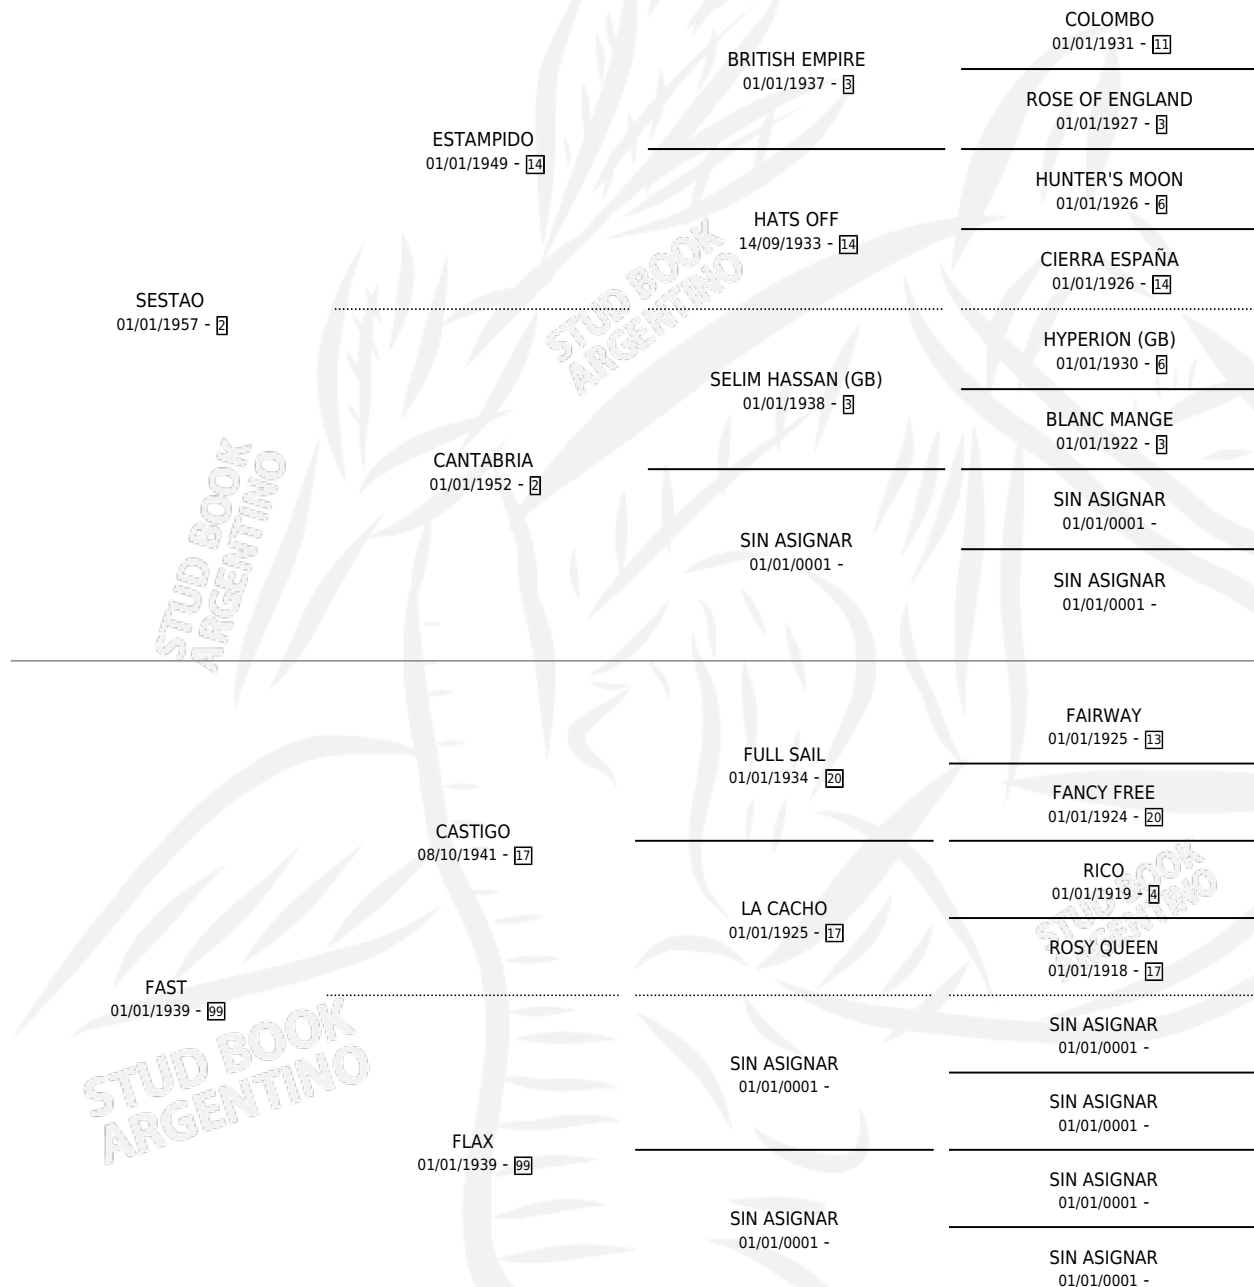 COLOMBO
01/01/1931 - 11
BRITISH EMPIRE
01/01/1937 - 3
ROSE OF ENGLAND
01/01/1927 - 3
ESTAMPIDO
01/01/1949 - 14
HUNTER'S MOON
01/01/1926 - 6
HATS OFF
14/09/1933 - 14
CIERRA ESPAÑA
01/01/1926 - 14
SESTAO
01/01/1957 - 2
HYPERION (GB)
01/01/1930 - 6
SELIM HASSAN (GB)
01/01/1938 - 3
BLANC MANGE
01/01/1922 - 3
CANTABRIA
01/01/1952 - 2
SIN ASIGNAR
01/01/0001 -
SIN ASIGNAR
01/01/0001 -
SIN ASIGNAR
01/01/0001 -
FAIRWAY
01/01/1925 - 13
FULL SAIL
01/01/1934 - 20
FANCY FREE
01/01/1924 - 20
CASTIGO
08/10/1941 - 17
RICO
01/01/1919 - 4
LA CACHO
01/01/1925 - 17
ROSY QUEEN
01/01/1918 - 17
FAST
01/01/1939 - 99
SIN ASIGNAR
01/01/0001 -
SIN ASIGNAR
01/01/0001 -
SIN ASIGNAR
01/01/0001 -
FLAX
01/01/1939 - 99
SIN ASIGNAR
01/01/0001 -
SIN ASIGNAR
01/01/0001 -
SIN ASIGNAR
01/01/0001 -
STUD BOOK
ARGENTINO
STUD BOOK
ARGENTINO
STUD BOOK
ARGENTINO
STUD BOOK
ARGENTINO